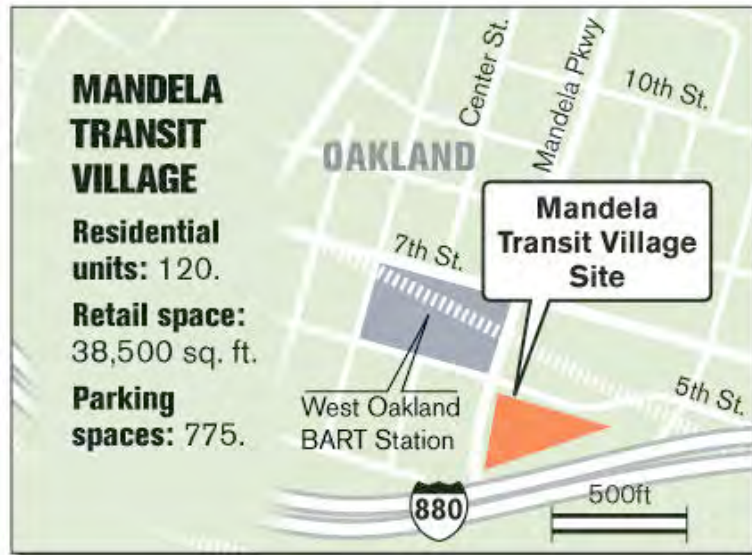 MANDELA
TRANSIT
VILLAGE
Residential
units: 120.
Retail space:
38,500 sq. ft.
Parking
spaces: 775.
OAKLAND
Center St.
Mandela Pkwy
10th St.
7th St.
Mandela
Transit Village
Site
West Oakland
BART Station
5th St.
880
500ft